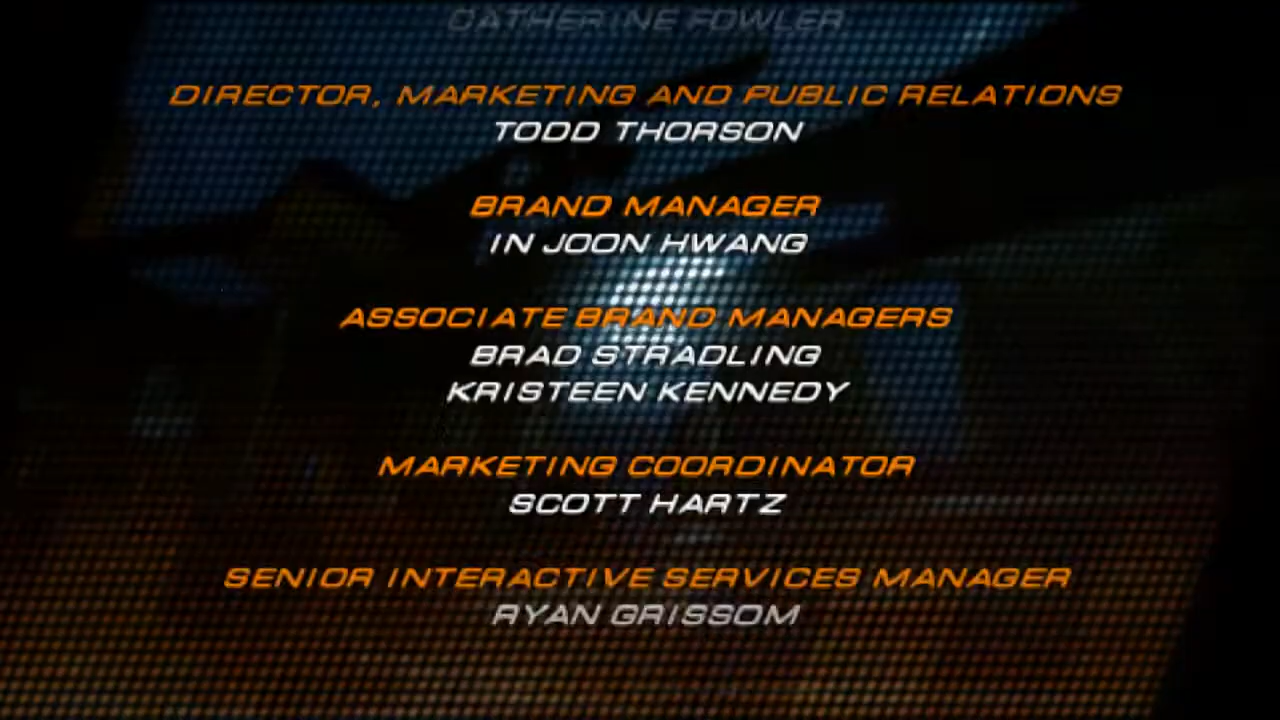 CATHERINE FOWLER
DIRECTOR, MARKETING AND PUBLIC RELATIONS
TODD THORSON
BRAND MANAGER
IN JOON HWANG
ASSOCIATE BRAND MANAGERS
BRAD STRADLING
KRISTEEN KENNEDY
MARKETING COORDINATOR
SCOTT HARTZ
SENIOR INTERACTIVE SERVICES MANAGER
RYAN GRISSOM